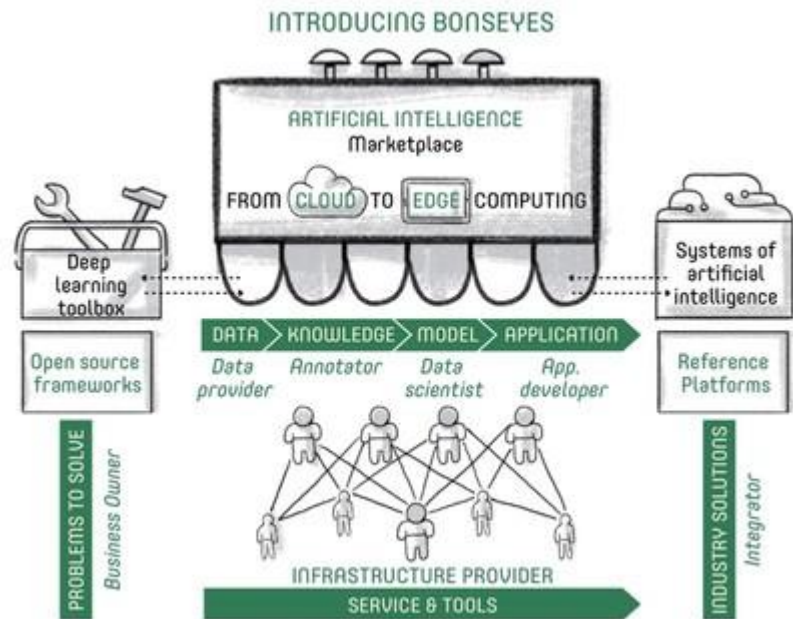 INTRODUCING BONSEYES
ARTIFICIAL INTELLIGENCE
Marketplace
FROM CLOUD TO EDGE COMPUTING
Deep
learning
toolbox
Systems of
artificial
intelligence
DATA KNOWLEDGE MODEL APPLICATION
Data
provider
Annotator
Data
scientist
App.
developer
Open source
frameworks
Reference
Platforms
PROBLEMS TO SOLVE
Business Owner
INDUSTRY SOLUTIONS
Integrator
INFRASTRUCTURE PROVIDER
SERVICE & TOOLS